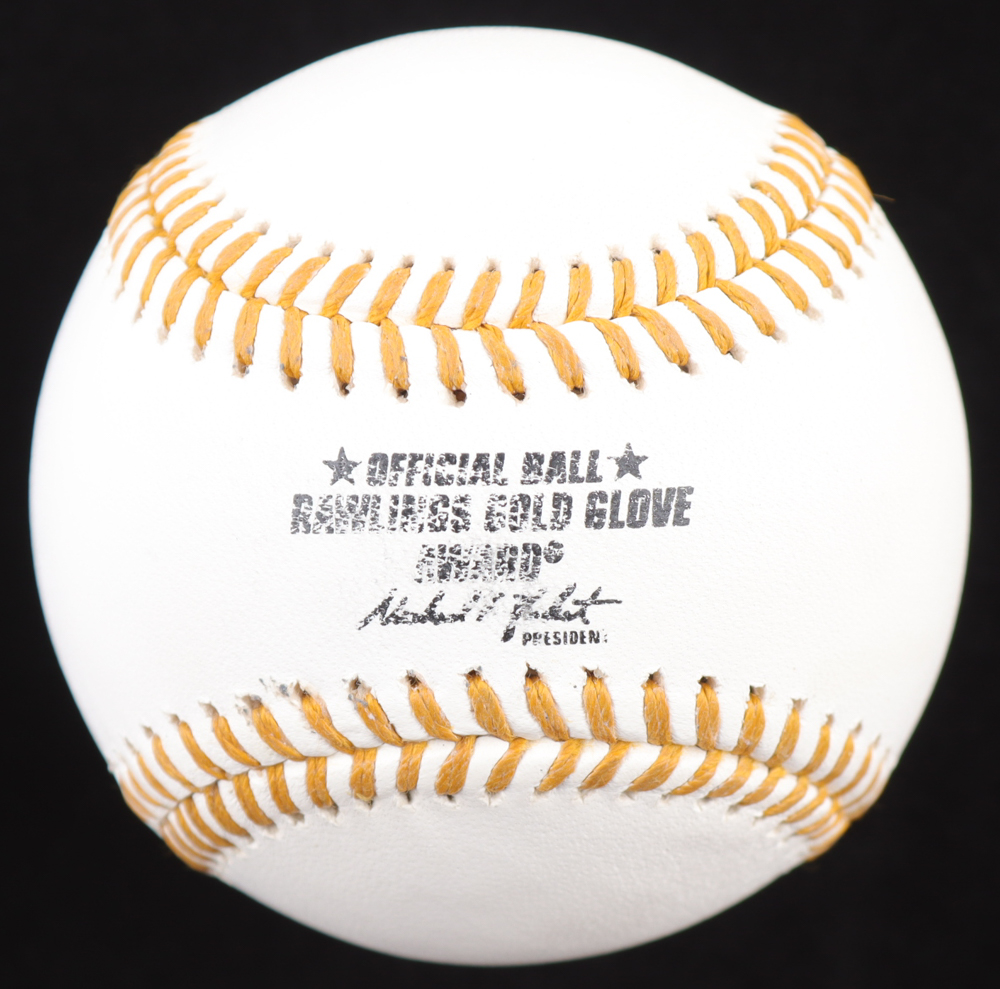 ★OFFICIAL BALL★
RAWLINGS GOLD GLOVE
AWARD®
PRESIDENT